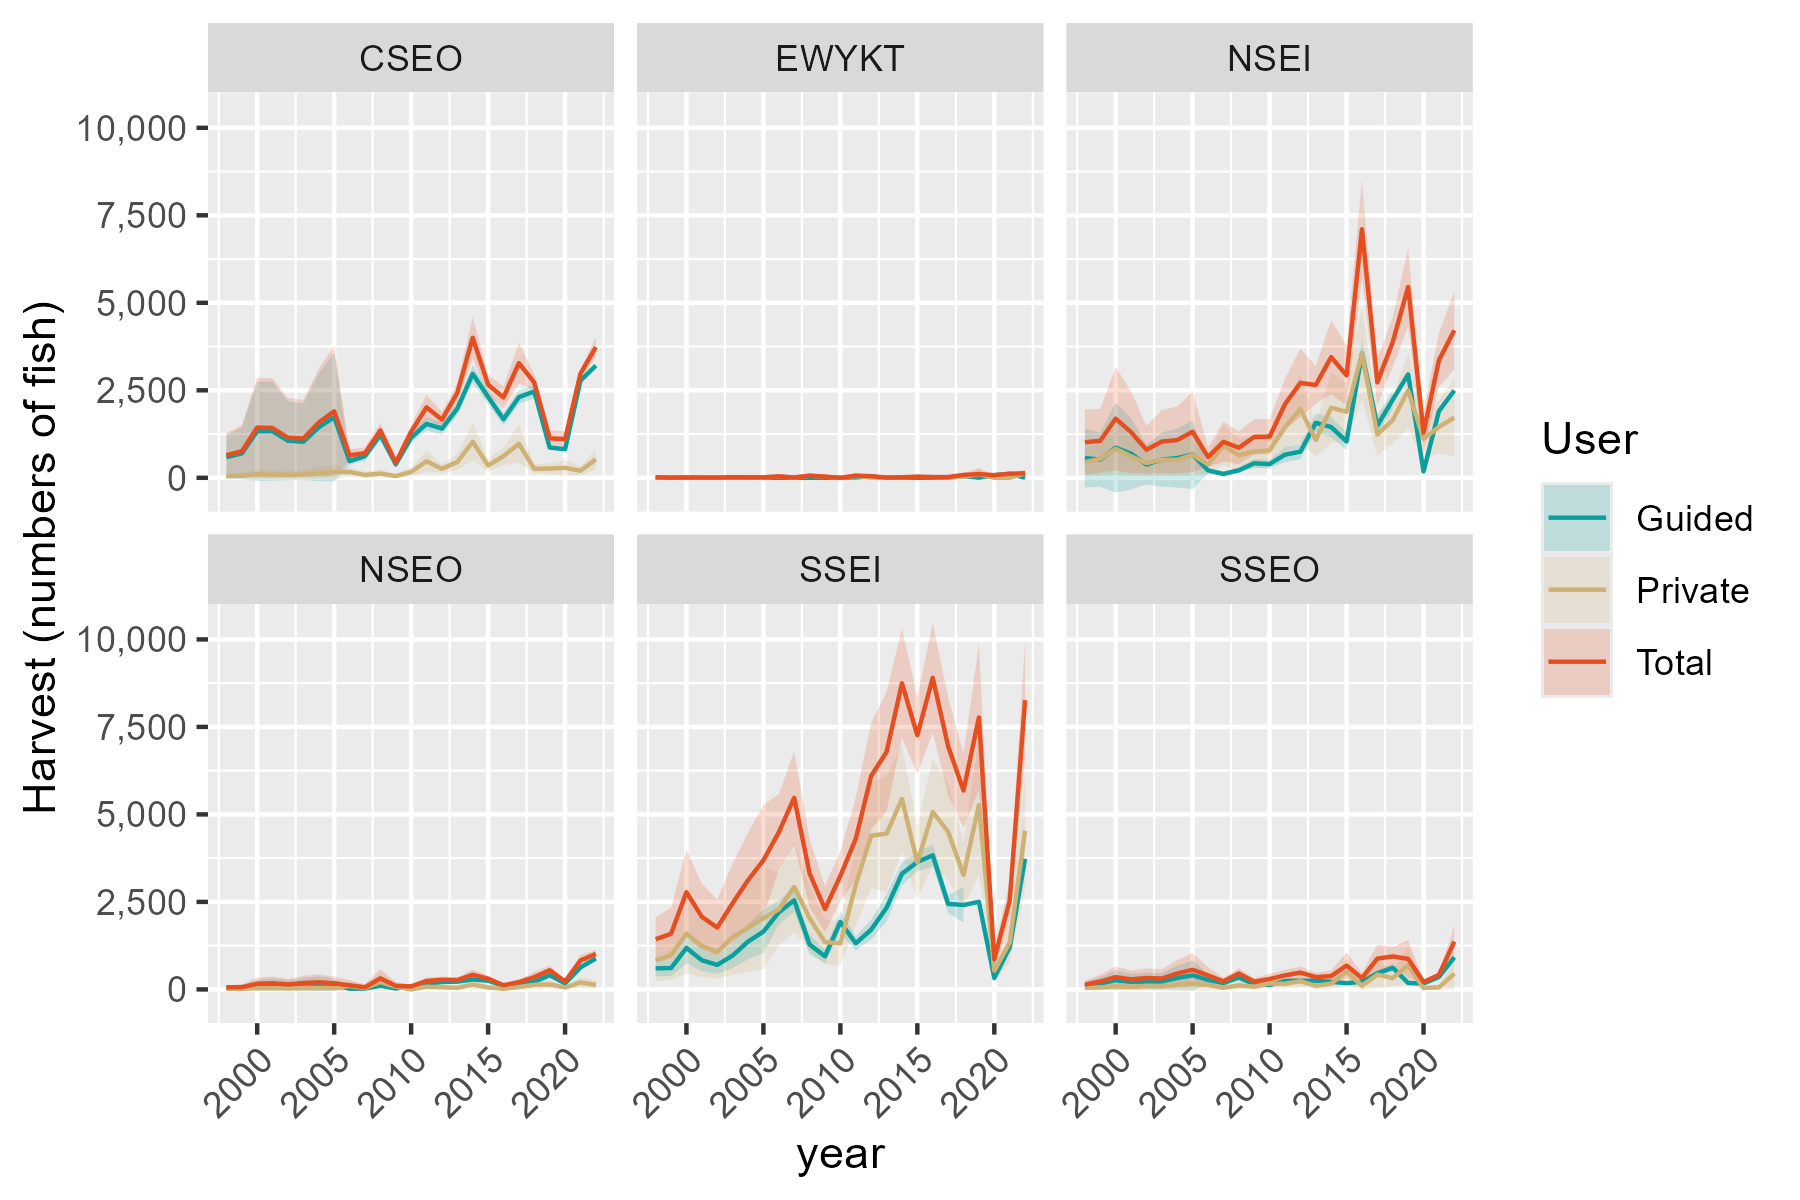 CSEO
EWYKT
NSEI
10,000
7,500
5,000
2,500
0
NSEO
SSEI
SSEO
10,000
7,500
5,000
2,500
0
2000
2005
2010
2015
2020
2000
2005
2010
2015
2020
2000
2005
2010
2015
2020
year
Harvest (numbers of fish)
User
Guided
Private
Total